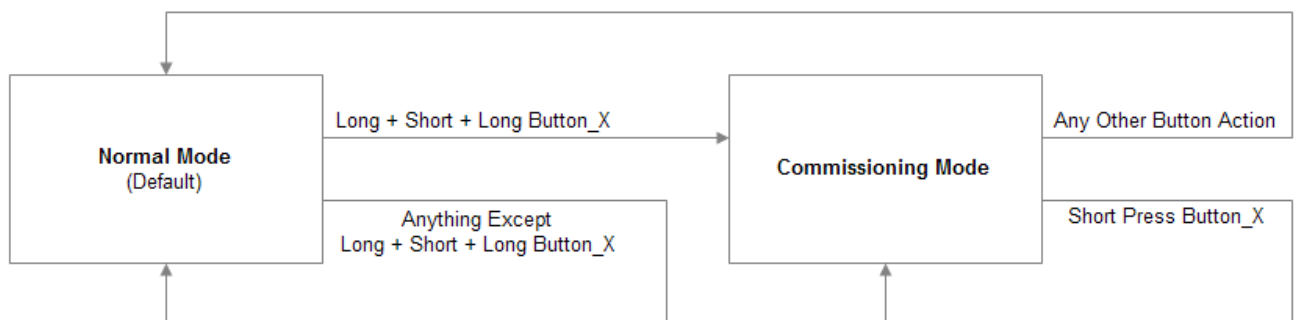 Normal Mode
(Default)
Long + Short + Long Button_X
Anything Except
Long + Short + Long Button_X
Commissioning Mode
Any Other Button Action
Short Press Button_X